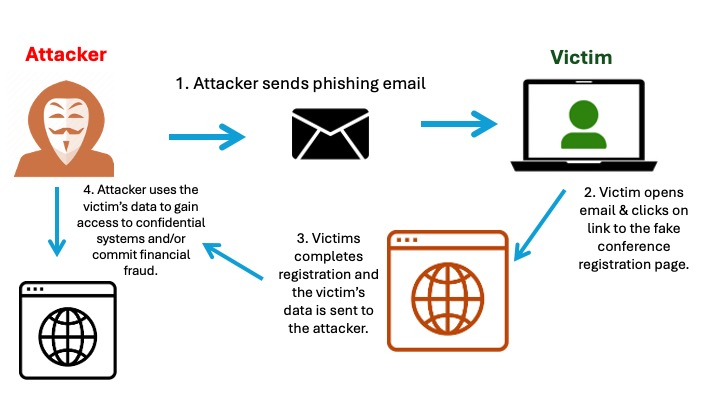 Attacker
Victim
1. Attacker sends phishing email
2. Victim opens
email & clicks on
link to the fake
conference
registration page.
3. Victims
completes
registration and
the victim's
data is sent to
the attacker.
4. Attacker uses the
victim's data to gain
access to confidential
systems and/or
commit financial
fraud.